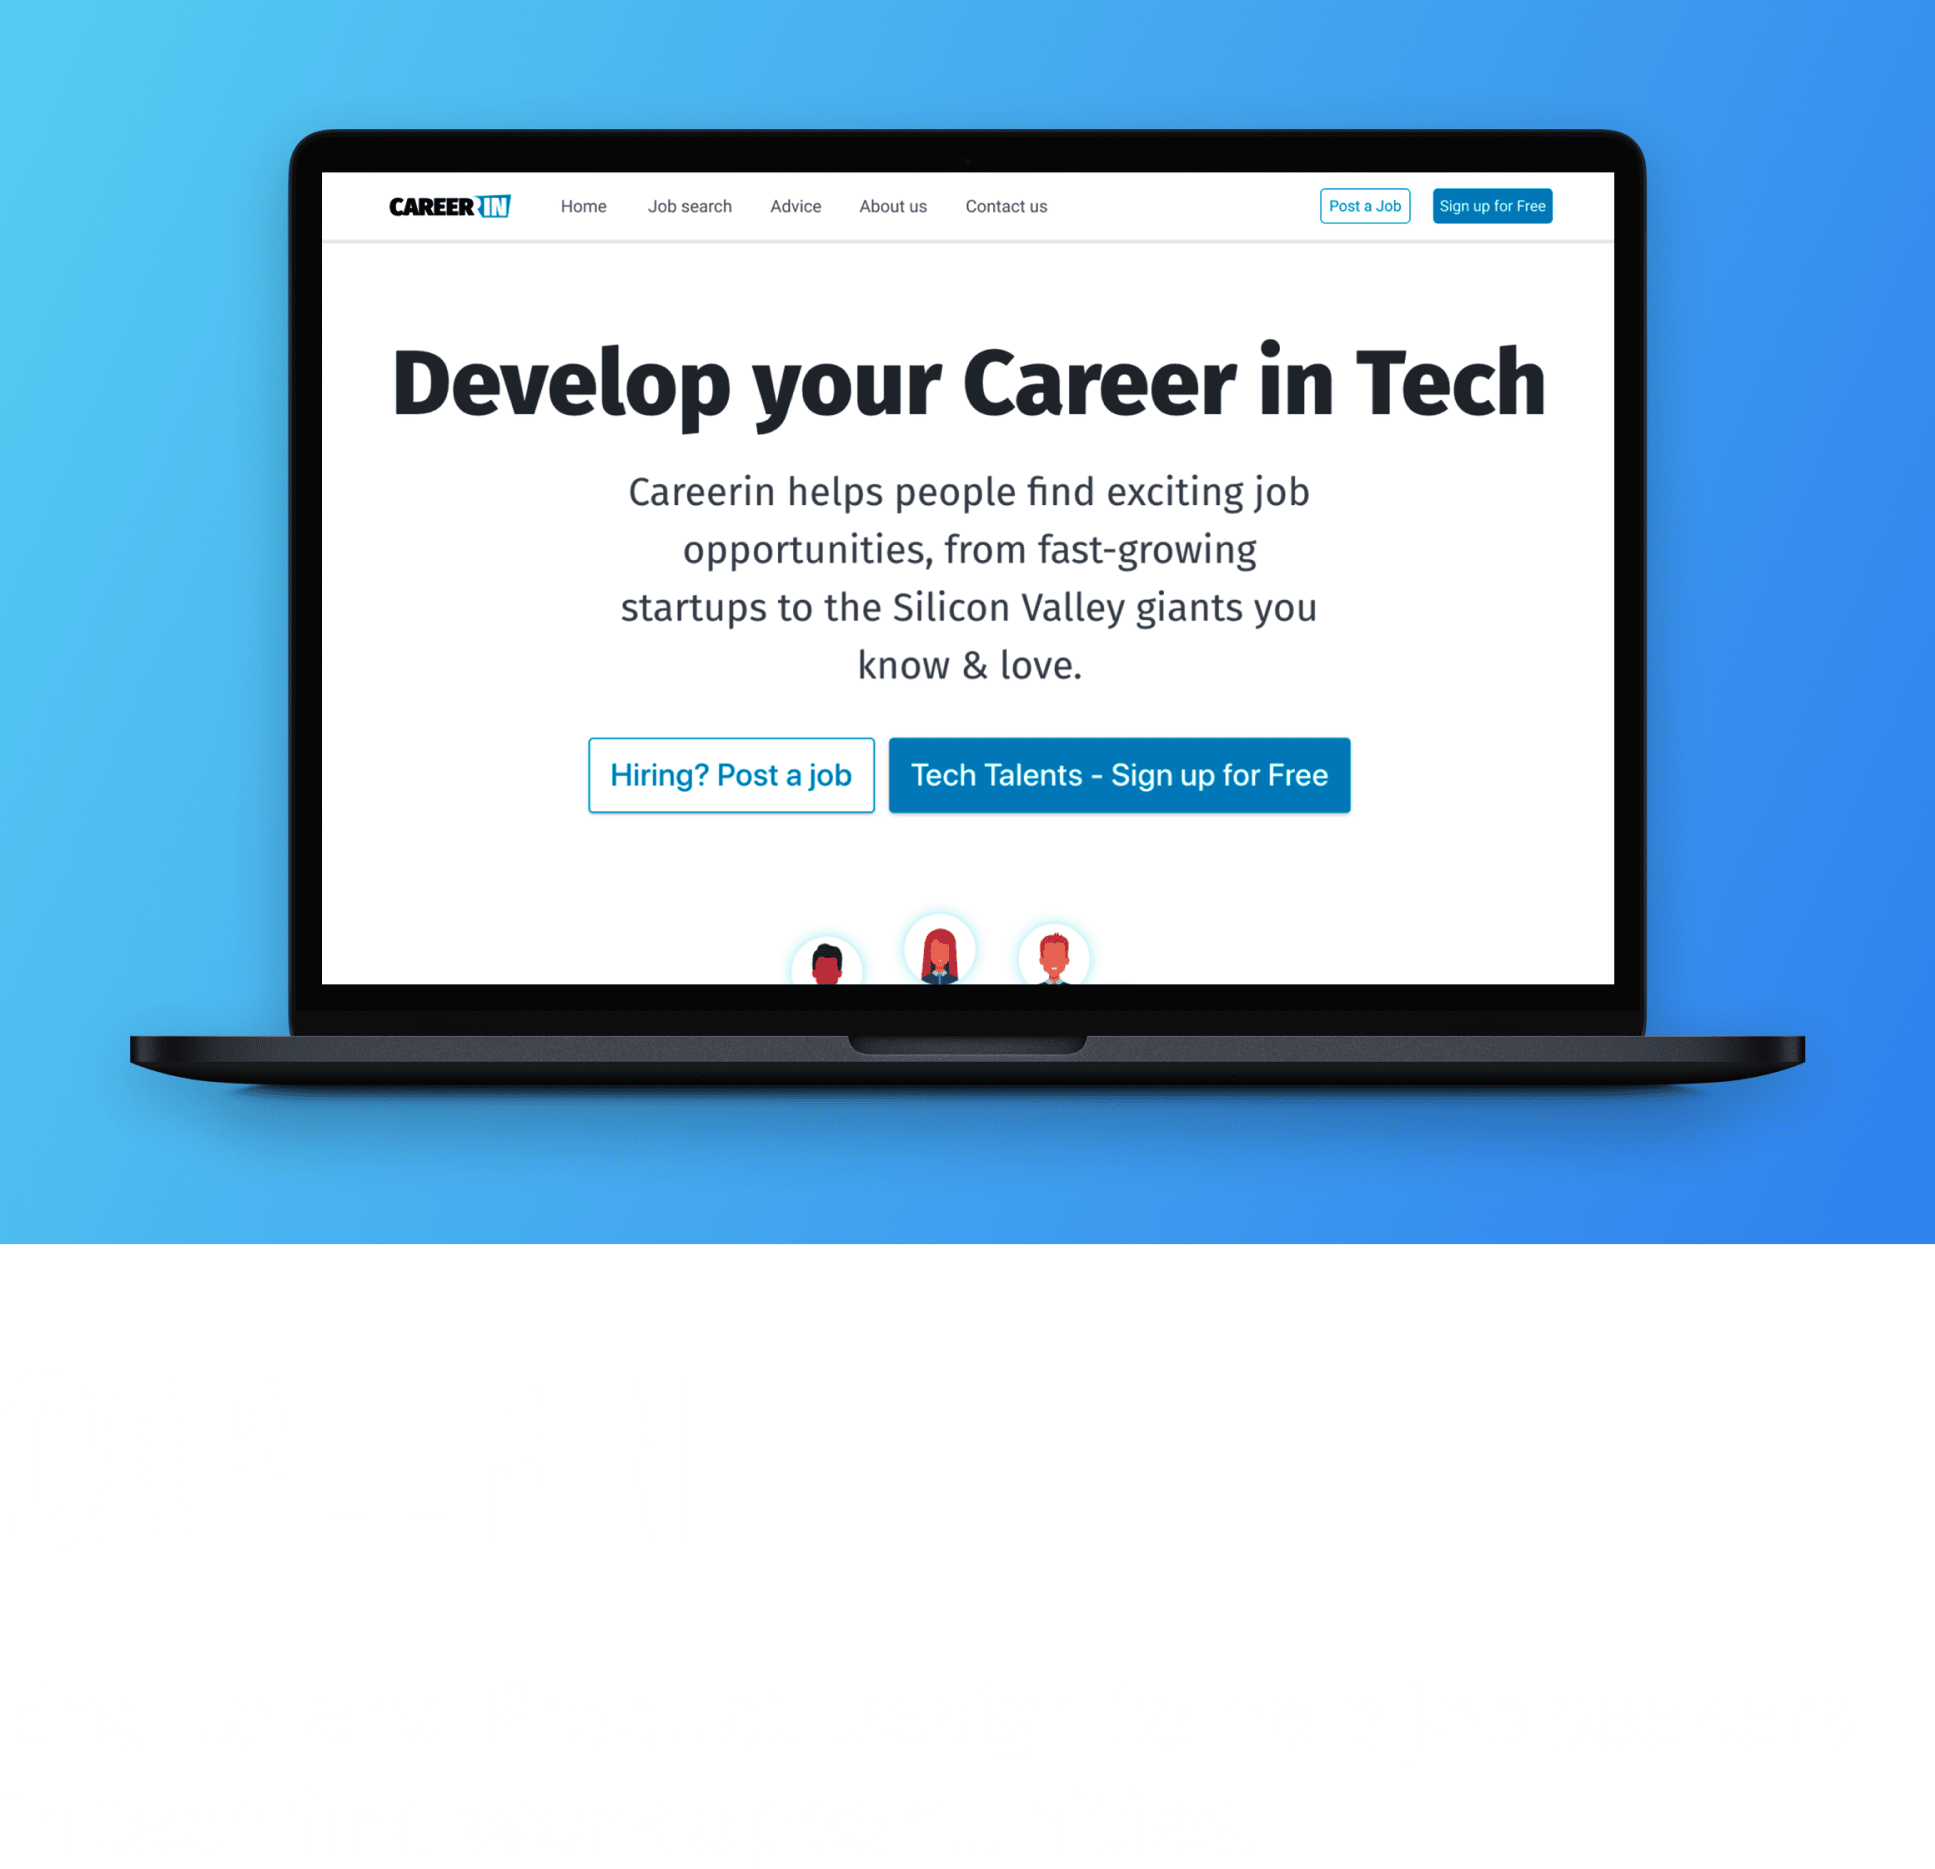 CAREERIN
Home
Job search
Advice
About us
Contact us
Post a Job
Sign up for Free
Develop your Career in Tech
Careerin helps people find exciting job
opportunities, from fast-growing
startups to the Silicon Valley giants you
know & love.
Hiring? Post a job
Tech Talents - Sign up for Free